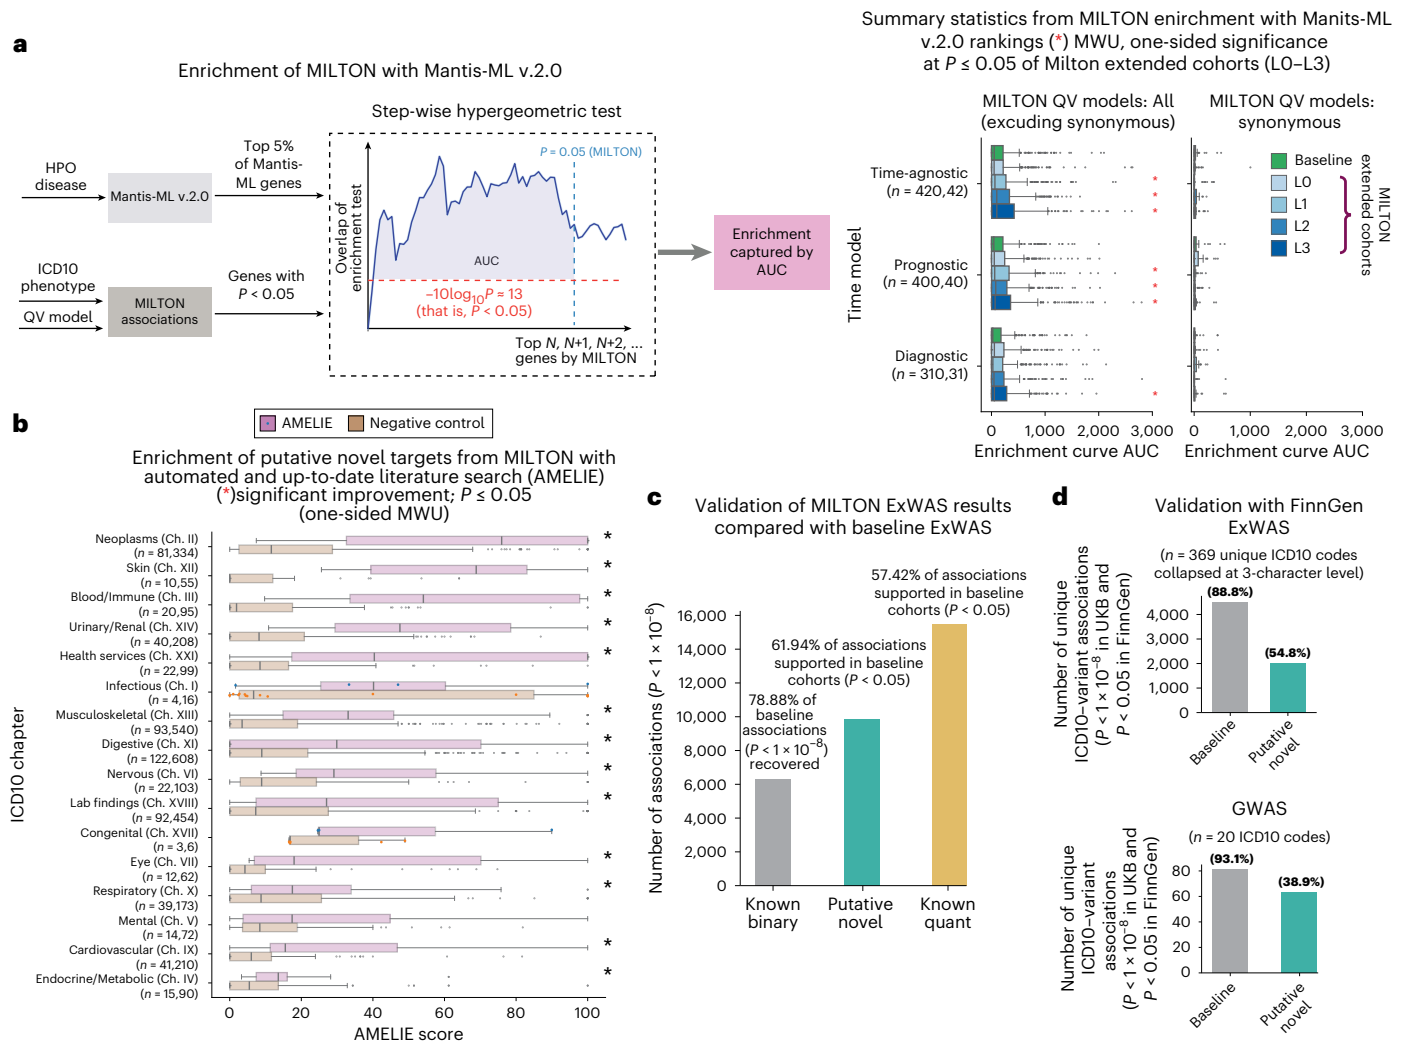 a
Enrichment of MILTON with Mantis-ML v.2.0
HPO
disease
Mantis-ML v.2.0
Top 5%
of Mantis-
ML genes
ICD10
phenotype
QV model
MILTON
associations
Genes with
P < 0.05
Step-wise hypergeometric test
P = 0.05 (MILTON)
Overlap of
enrichment test
AUC
–10log10P ≈ 13
(that is, P < 0.05)
Top N, N+1, N+2, ...
genes by MILTON
Enrichment
captured by
AUC
Summary statistics from MILTON enirchment with Manits-ML
v.2.0 rankings (*) MWU, one-sided significance
at P ≤ 0.05 of Milton extended cohorts (L0–L3)
MILTON QV models: All
(excuding synonymous)
MILTON QV models:
synonymous
Time model
Time-agnostic
(n = 420,42)
*
*
*
Prognostic
(n = 400,40)
*
*
*
Diagnostic
(n = 310,31)
*
0 1,000 2,000 3,000
Enrichment curve AUC
0 1,000 2,000 3,000
Enrichment curve AUC
Baseline
L0
L1
L2
L3
MILTON
extended cohorts
b
AMELIE Negative control
Enrichment of putative novel targets from MILTON with
automated and up-to-date literature search (AMELIE)
(*)significant improvement; P ≤ 0.05
(one-sided MWU)
ICD10 chapter
Neoplasms (Ch. II)
(n = 81,334)
*
Skin (Ch. XII)
(n = 10,55)
*
Blood/Immune (Ch. III)
(n = 20,95)
*
Urinary/Renal (Ch. XIV)
(n = 40,208)
*
Health services (Ch. XXI)
(n = 22,99)
*
Infectious (Ch. I)
(n = 4,16)
Musculoskeletal (Ch. XIII)
(n = 93,540)
*
Digestive (Ch. XI)
(n = 122,608)
*
Nervous (Ch. VI)
(n = 22,103)
*
Lab findings (Ch. XVIII)
(n = 92,454)
*
Congenital (Ch. XVII)
(n = 3,6)
Eye (Ch. VII)
(n = 12,62)
*
Respiratory (Ch. X)
(n = 39,173)
*
Mental (Ch. V)
(n = 14,72)
Cardiovascular (Ch. IX)
(n = 41,210)
*
Endocrine/Metabolic (Ch. IV)
(n = 15,90)
*
0 20 40 60 80 100
AMELIE score
c
Validation of MILTON ExWAS results
compared with baseline ExWAS
Number of associations (P < 1 × 10−8)
16,000
14,000
12,000
10,000
8,000
6,000
4,000
2,000
0
78.88% of
baseline
associations
(P < 1 × 10−8)
recovered
61.94% of associations
supported in baseline
cohorts (P < 0.05)
57.42% of associations
supported in baseline
cohorts (P < 0.05)
Known
binary
Putative
novel
Known
quant
d
Validation with FinnGen
ExWAS
(n = 369 unique ICD10 codes
collapsed at 3-character level)
Number of unique
ICD10–variant associations
(P < 1 × 10−8 in UKB and
P < 0.05 in FinnGen)
4,000
3,000
2,000
1,000
0
(88.8%)
(54.8%)
Baseline
Putative
novel
GWAS
(n = 20 ICD10 codes)
Number of unique
ICD10–variant
associations
(P < 1 × 10−8 in UKB and
P < 0.05 in FinnGen)
80
60
40
20
0
(93.1%)
(38.9%)
Baseline
Putative
novel